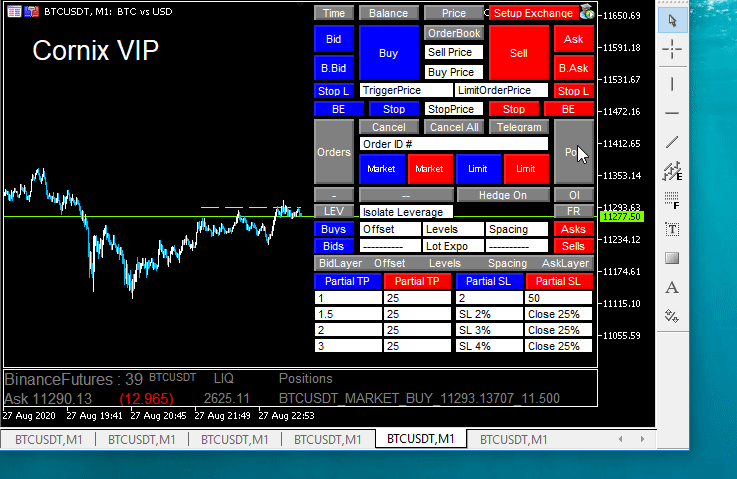 BTCUSDT, M1: BTC vs USD
Cornix VIP
Time Balance Price Setup Exchange
Bid Buy OrderBook Sell Ask
Sell Price
B.Bid Buy Price B.Ask
Stop L TriggerPrice LimitOrderPrice Stop L
BE Stop StopPrice Stop BE
Orders Cancel Cancel All Telegram
Order ID #
Market Market Limit Limit
- -- Hedge On OI
LEV Isolate Leverage FR
Buys Offset Levels Spacing Asks
Bids ---------- Lot Expo ---------- Sells
BidLayer Offset Levels Spacing AskLayer
Partial TP Partial TP Partial SL Partial SL
1 25 2 50
1.5 25 SL 2% Close 25%
2 25 SL 3% Close 25%
3 25 SL 4% Close 25%
11650.69
11591.18
11531.67
11472.16
11412.65
11353.14
11293.63
11277.50
11234.12
11174.61
11115.10
11055.59
BinanceFutures : 39 BTCUSDT LIQ Positions
Ask 11290.13 (12.965) 2625.11 BTCUSDT_MARKET_BUY_11293.13707_11.500
27 Aug 2020 27 Aug 19:41 27 Aug 20:45 27 Aug 21:49 27 Aug 22:53
BTCUSDT,M1 BTCUSDT,M1 BTCUSDT,M1 BTCUSDT,M1 BTCUSDT,M1 BTCUSDT,M1
E
F
T
A